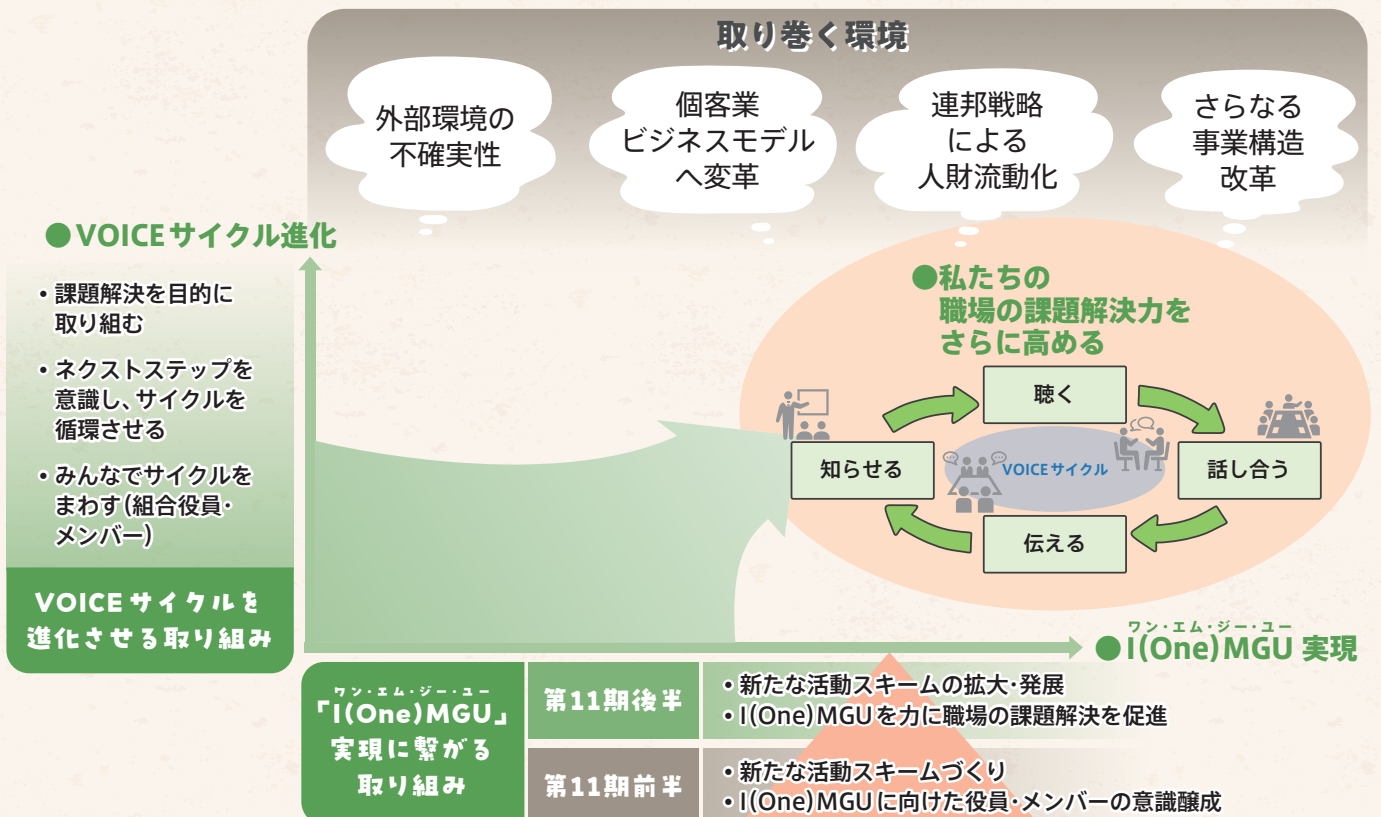 取り巻く環境
外部環境の
不確実性
個客業
ビジネスモデル
へ変革
連邦戦略
による
人財流動化
さらなる
事業構造
改革
●VOICEサイクル進化
・課題解決を目的に
取り組む
・ネクストステップを
意識し、サイクルを
循環させる
・みんなでサイクルを
まわす(組合役員・
メンバー)
VOICEサイクルを
進化させる取り組み
●私たちの
職場の課題解決力を
さらに高める
聴く
知らせる
VOICEサイクル
話し合う
伝える
ワン・エム・ジー・ユー
●I(One)MGU 実現
ワン・エム・ジー・ユー
「I(One)MGU」
実現に繋がる
取り組み
第11期後半
・新たな活動スキームの拡大・発展
・I(One)MGUを力に職場の課題解決を促進
第11期前半
・新たな活動スキームづくり
・I(One)MGUに向けた役員・メンバーの意識醸成